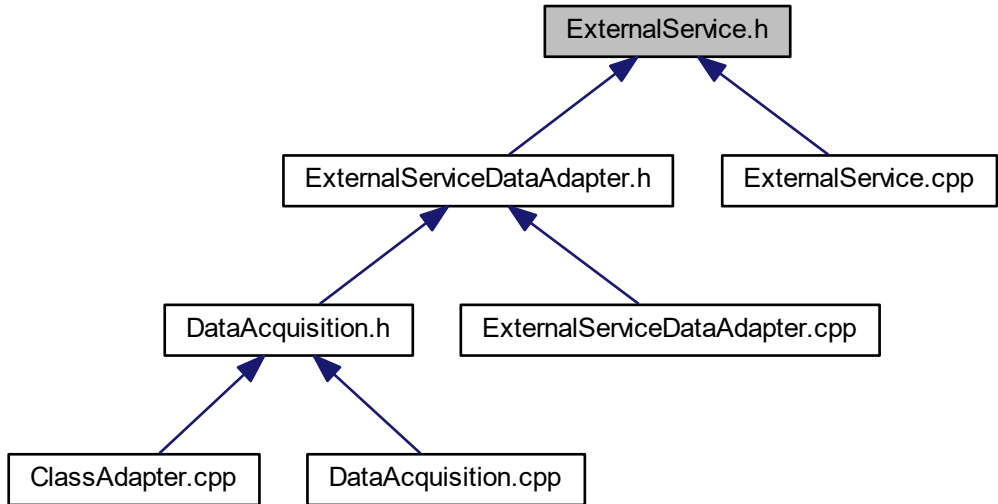 ExternalService.h
ExternalServiceDataAdapter.h
ExternalService.cpp
DataAcquisition.h
ExternalServiceDataAdapter.cpp
ClassAdapter.cpp
DataAcquisition.cpp